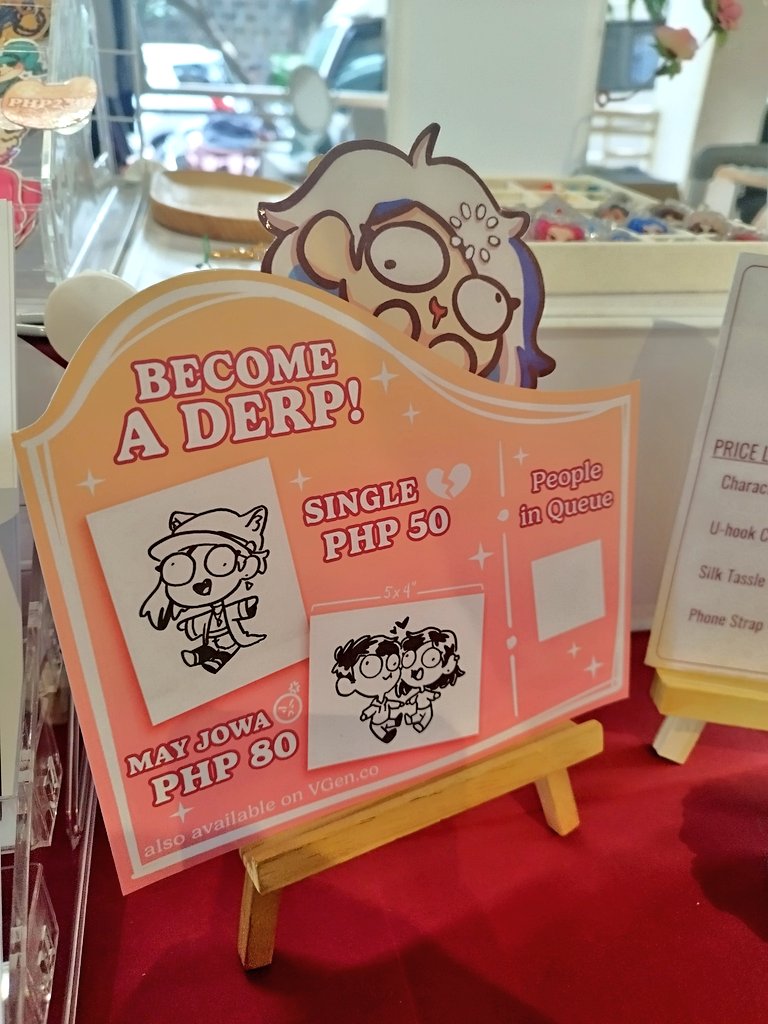 BECOME
A DERP!
SINGLE
PHP 50
People
in Queue
5x4"
MAY JOWA
PHP 80
also available on VGen.co
PRICE
U-hook
Silk Tassle
Phone Strap